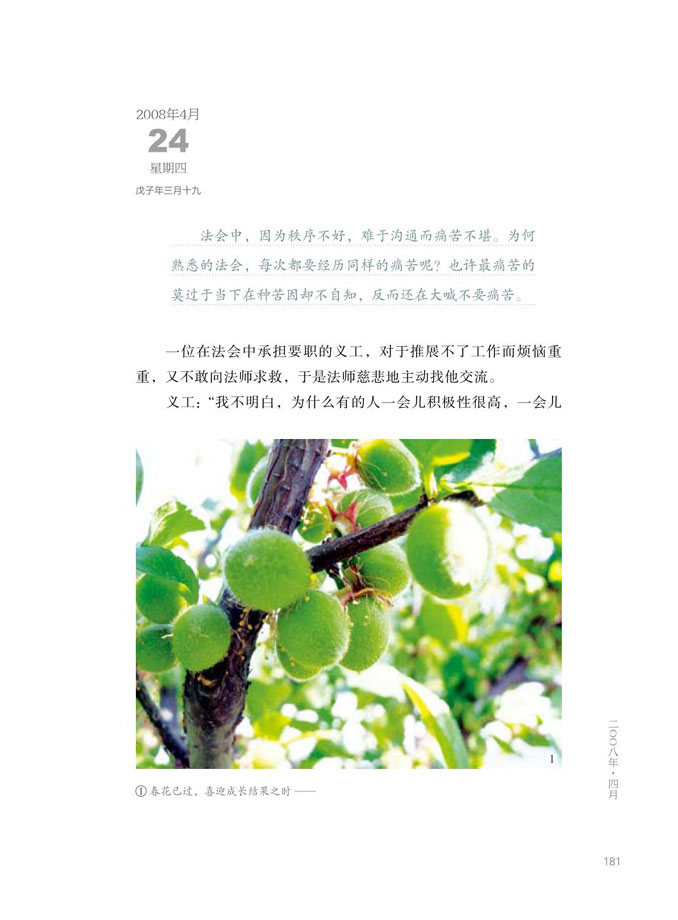 2008年4月
24
星期四
戊子年三月十九
法会中，因为秩序不好，难于沟通而痛苦不堪。为何
熟悉的法会，每次都要经历同样的痛苦呢？也许最痛苦的
莫过于当下在种苦因却不自知，反而还在大喊不要痛苦。
一位在法会中承担要职的义工，对于推展不了工作而烦恼重
重，又不敢向法师求救，于是法师慈悲地主动找他交流。
义工：“我不明白，为什么有的人一会儿积极性很高，一会儿
1
① 春花已过，喜迎成长结果之时——
二〇〇八年·四月
181